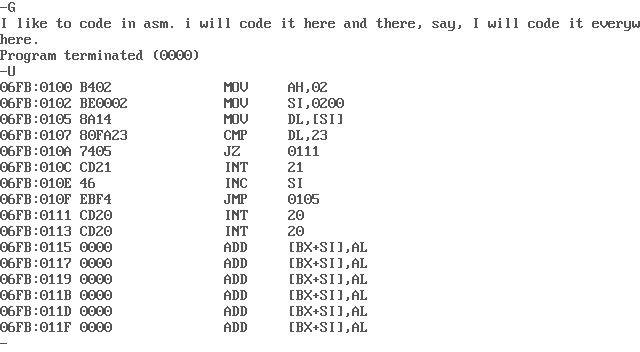 -G
I like to code in asm. i will code it here and there, say, I will code it everyw
here.
Program terminated (0000)
-U
06FB:0100 B402 MOV AH,02
06FB:0102 BE0002 MOV SI,0200
06FB:0105 8A14 MOV DL,[SI]
06FB:0107 80FA23 CMP DL,23
06FB:010A 7405 JZ 0111
06FB:010C CD21 INT 21
06FB:010E 46 INC SI
06FB:010F EBF4 JMP 0105
06FB:0111 CD20 INT 20
06FB:0113 CD20 INT 20
06FB:0115 0000 ADD [BX+SI],AL
06FB:0117 0000 ADD [BX+SI],AL
06FB:0119 0000 ADD [BX+SI],AL
06FB:011B 0000 ADD [BX+SI],AL
06FB:011D 0000 ADD [BX+SI],AL
06FB:011F 0000 ADD [BX+SI],AL
-